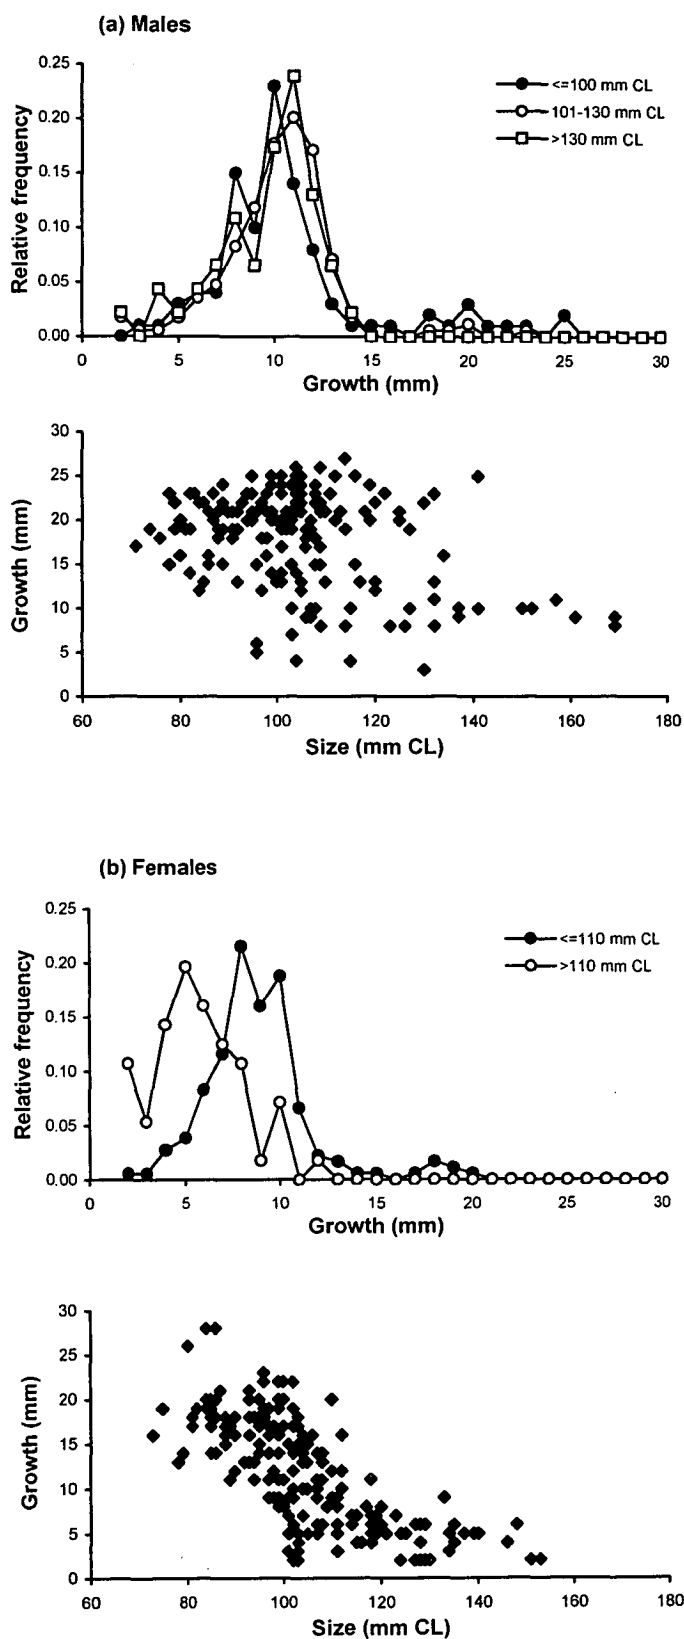 (a) Males
0.25
0.20
0.15
0.10
0.05
0.00
Relative frequency
<=100 mm CL
101-130 mm CL
>130 mm CL
0 5 10 15 20 25 30
Growth (mm)
30
25
20
15
10
5
0
Growth (mm)
60 80 100 120 140 160 180
Size (mm CL)
(b) Females
0.25
0.20
0.15
0.10
0.05
0.00
Relative frequency
<=110 mm CL
>110 mm CL
0 5 10 15 20 25 30
Growth (mm)
30
25
20
15
10
5
0
Growth (mm)
60 80 100 120 140 160 180
Size (mm CL)